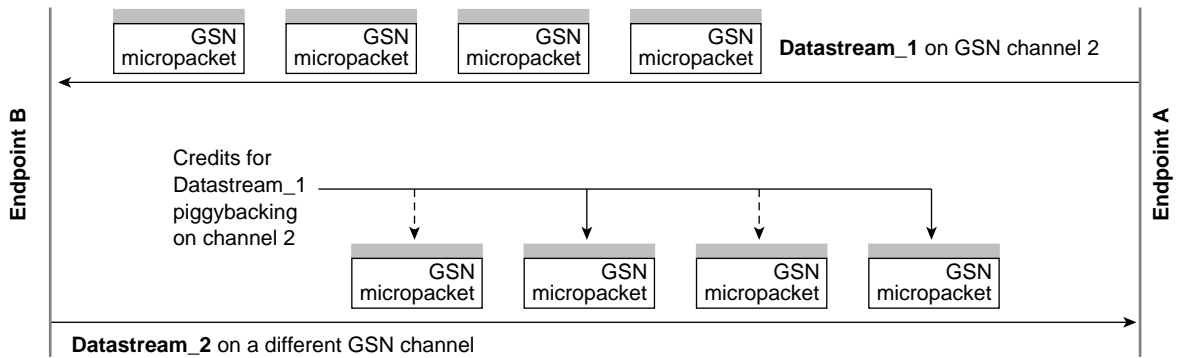 GSN
micropacket
GSN
micropacket
GSN
micropacket
GSN
micropacket
Datastream_1 on GSN channel 2
Endpoint B
Endpoint A
Credits for
Datastream_1
piggybacking
on channel 2
GSN
micropacket
GSN
micropacket
GSN
micropacket
GSN
micropacket
Datastream_2 on a different GSN channel